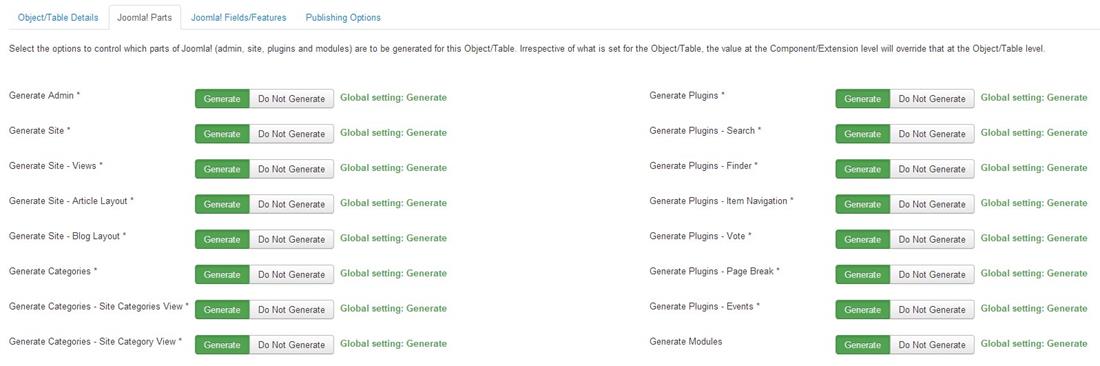 Object/Table Details Joomla! Parts Joomla! Fields/Features Publishing Options
Select the options to control which parts of Joomla! (admin, site, plugins and modules) are to be generated for this Object/Table. Irrespective of what is set for the Object/Table, the value at the Component/Extension level will override that at the Object/Table level.
Generate Admin * Generate Do Not Generate Global setting: Generate
Generate Site * Generate Do Not Generate Global setting: Generate
Generate Site - Views * Generate Do Not Generate Global setting: Generate
Generate Site - Article Layout * Generate Do Not Generate Global setting: Generate
Generate Site - Blog Layout * Generate Do Not Generate Global setting: Generate
Generate Categories * Generate Do Not Generate Global setting: Generate
Generate Categories - Site Categories View * Generate Do Not Generate Global setting: Generate
Generate Categories - Site Category View * Generate Do Not Generate Global setting: Generate
Generate Plugins * Generate Do Not Generate Global setting: Generate
Generate Plugins - Search * Generate Do Not Generate Global setting: Generate
Generate Plugins - Finder * Generate Do Not Generate Global setting: Generate
Generate Plugins - Item Navigation * Generate Do Not Generate Global setting: Generate
Generate Plugins - Vote * Generate Do Not Generate Global setting: Generate
Generate Plugins - Page Break * Generate Do Not Generate Global setting: Generate
Generate Plugins - Events * Generate Do Not Generate Global setting: Generate
Generate Modules Generate Do Not Generate Global setting: Generate